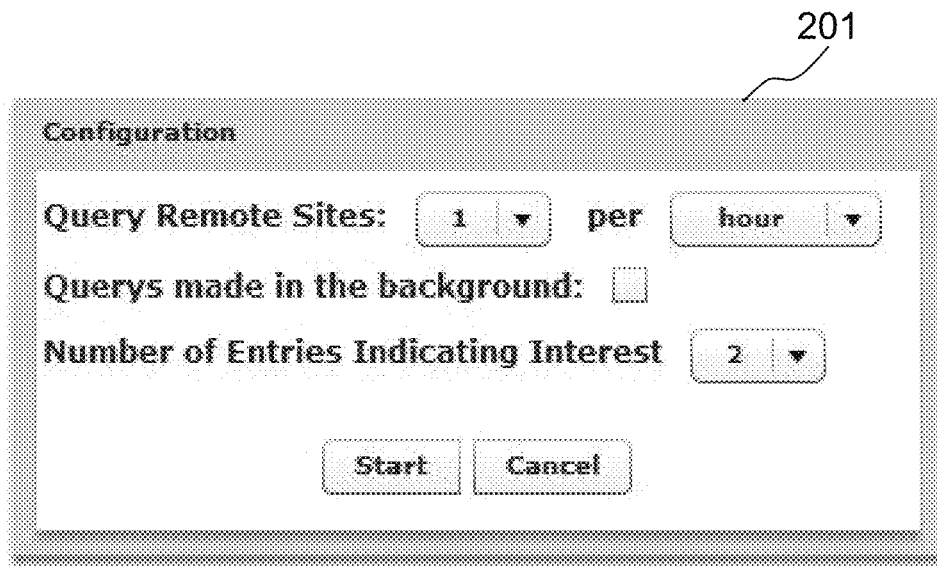 201
Configuration
Query Remote Sites: 1 per hour
Querys made in the background:
Number of Entries Indicating Interest 2
Start Cancel